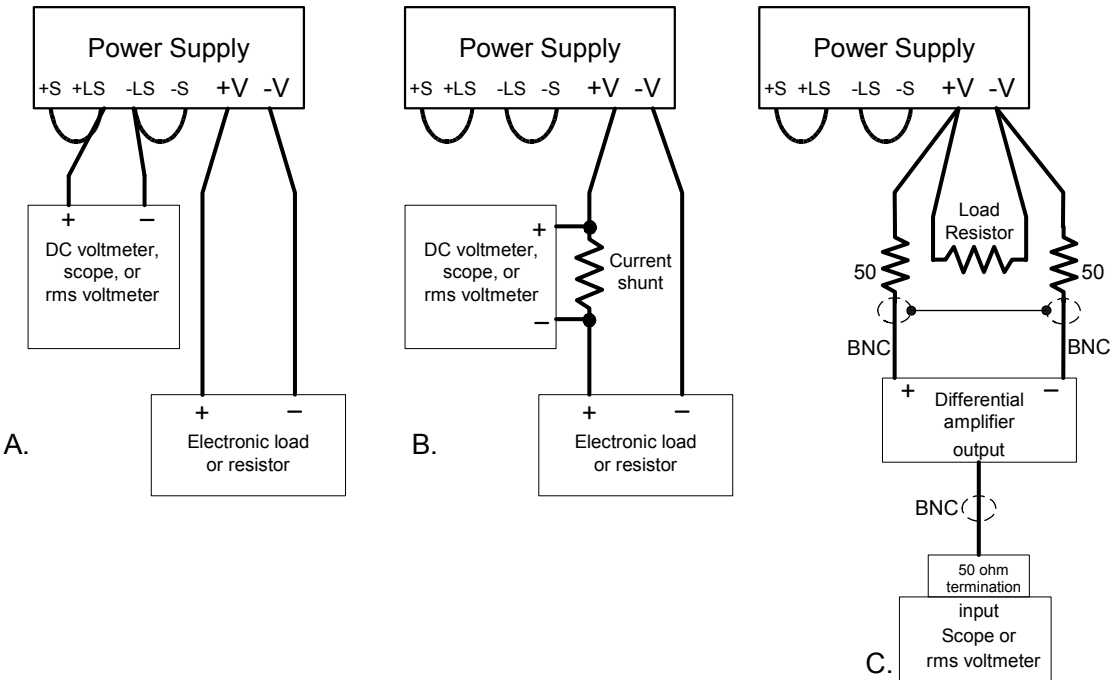 Power Supply
+S +LS -LS -S +V -V
+ −
DC voltmeter,
scope, or
rms voltmeter
+ −
Electronic load
or resistor
A.
Power Supply
+S +LS -LS -S +V -V
+
DC voltmeter,
scope, or
rms voltmeter
−
Current
shunt
+ −
Electronic load
or resistor
B.
Power Supply
+S +LS -LS -S +V -V
Load
Resistor
50 50
BNC BNC
+ −
Differential
amplifier
output
BNC
50 ohm
termination
input
Scope or
rms voltmeter
C.